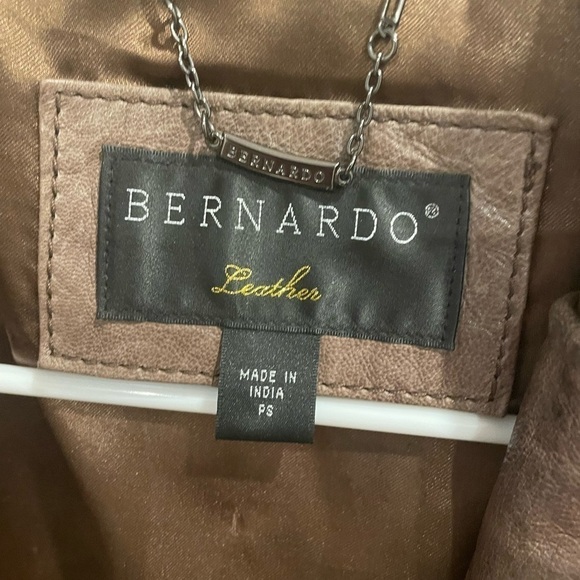 BERNARDO
BERNARDO®
Leather
MADE IN
INDIA
PS